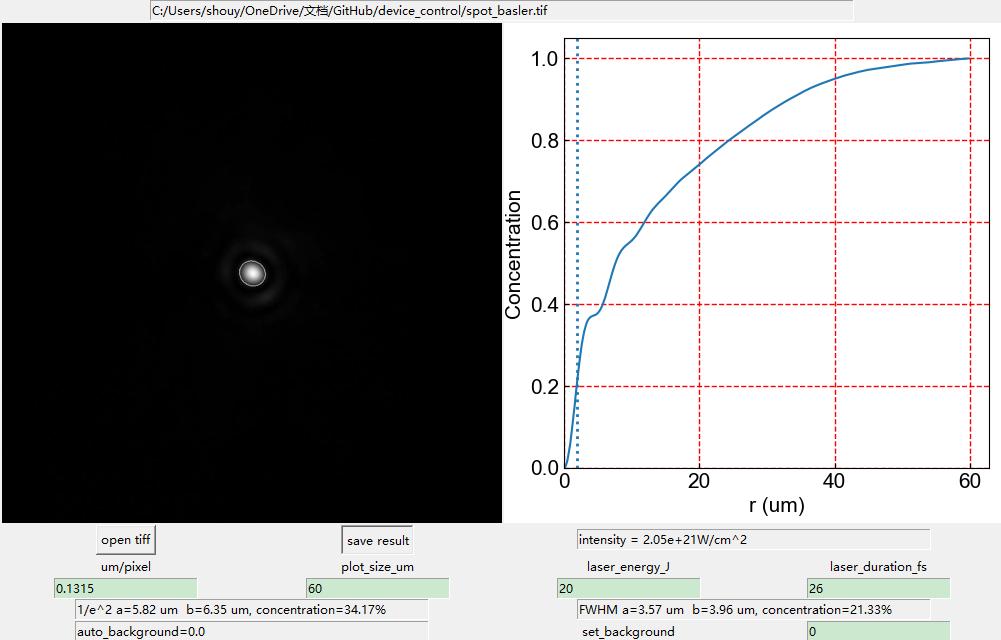 C:/Users/shouy/OneDrive/文档/GitHub/device_control/spot_basler.tif
1.0
0.8
0.6
0.4
0.2
0.0
Concentration
0 20 40 60
r (um)
open tiff save result intensity = 2.05e+21W/cm^2
um/pixel plot_size_um laser_energy_J laser_duration_fs
0.1315 60 20 26
1/e^2 a=5.82 um b=6.35 um, concentration=34.17% FWHM a=3.57 um b=3.96 um, concentration=21.33%
auto_background=0.0 set_background 0